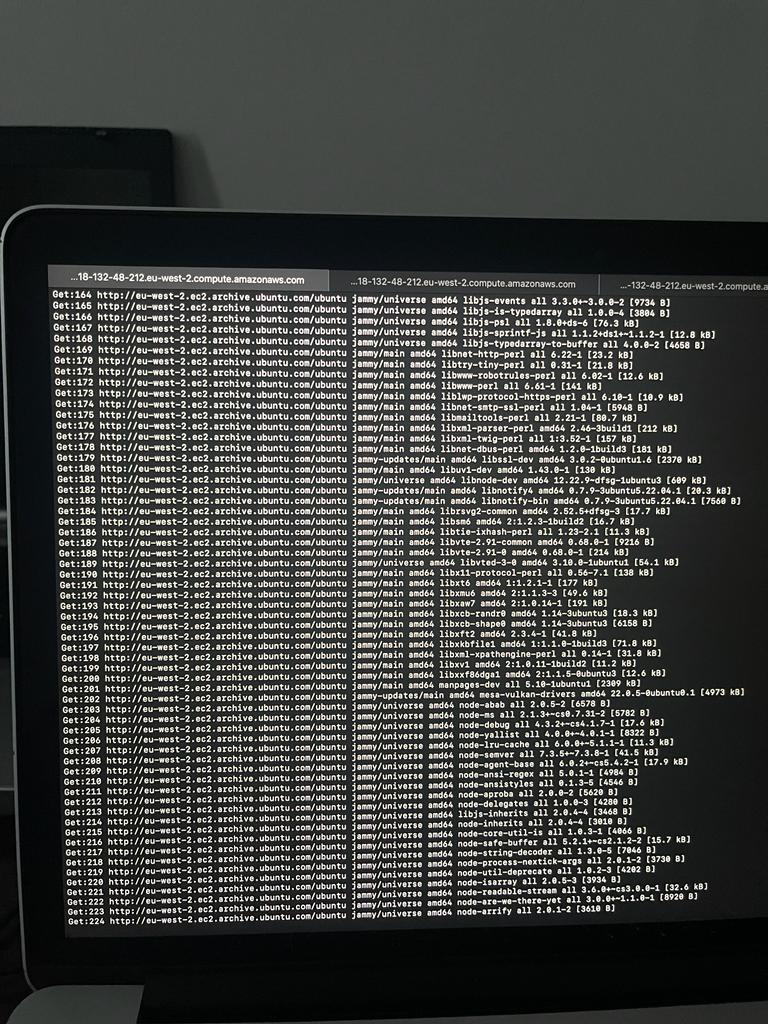 ...18-132-48-212.eu-west-2.compute.amazonaws.com
...18-132-48-212.eu-west-2.compute.amazonaws.com
...-132-48-212.eu-west-2.compute.amazonaws.com
Get:164 http://eu-west-2.ec2.archive.ubuntu.com/ubuntu jammy/universe amd64 libjs-events all 3.3.0+~3.0.0-2 [9734 B]
Get:165 http://eu-west-2.ec2.archive.ubuntu.com/ubuntu jammy/universe amd64 libjs-is-typedarray all 1.0.0-4 [3804 B]
Get:166 http://eu-west-2.ec2.archive.ubuntu.com/ubuntu jammy/universe amd64 libjs-psl all 1.8.0+ds-6 [76.3 kB]
Get:167 http://eu-west-2.ec2.archive.ubuntu.com/ubuntu jammy/universe amd64 libjs-sprintf-js all 1.1.2+ds1+~1.1.2-1 [12.8 kB]
Get:168 http://eu-west-2.ec2.archive.ubuntu.com/ubuntu jammy/universe amd64 libjs-typedarray-to-buffer all 4.0.0-2 [4658 B]
Get:169 http://eu-west-2.ec2.archive.ubuntu.com/ubuntu jammy/main amd64 libnet-http-perl all 6.22-1 [23.2 kB]
Get:170 http://eu-west-2.ec2.archive.ubuntu.com/ubuntu jammy/main amd64 libtry-tiny-perl all 0.31-1 [21.8 kB]
Get:171 http://eu-west-2.ec2.archive.ubuntu.com/ubuntu jammy/main amd64 libwww-robotrules-perl all 6.02-1 [12.6 kB]
Get:172 http://eu-west-2.ec2.archive.ubuntu.com/ubuntu jammy/main amd64 libwww-perl all 6.61-1 [141 kB]
Get:173 http://eu-west-2.ec2.archive.ubuntu.com/ubuntu jammy/main amd64 liblwp-protocol-https-perl all 6.10-1 [10.9 kB]
Get:174 http://eu-west-2.ec2.archive.ubuntu.com/ubuntu jammy/main amd64 libnet-smtp-ssl-perl all 1.04-1 [5948 B]
Get:175 http://eu-west-2.ec2.archive.ubuntu.com/ubuntu jammy/main amd64 libmailtools-perl all 2.21-1 [80.7 kB]
Get:176 http://eu-west-2.ec2.archive.ubuntu.com/ubuntu jammy/main amd64 libxml-parser-perl amd64 2.46-3build1 [212 kB]
Get:177 http://eu-west-2.ec2.archive.ubuntu.com/ubuntu jammy/main amd64 libxml-twig-perl all 1:3.52-1 [157 kB]
Get:178 http://eu-west-2.ec2.archive.ubuntu.com/ubuntu jammy/main amd64 libnet-dbus-perl amd64 1.2.0-1build3 [181 kB]
Get:179 http://eu-west-2.ec2.archive.ubuntu.com/ubuntu jammy-updates/main amd64 libssl-dev amd64 3.0.2-0ubuntu1.6 [2370 kB]
Get:180 http://eu-west-2.ec2.archive.ubuntu.com/ubuntu jammy/main amd64 libuv1-dev amd64 1.43.0-1 [130 kB]
Get:181 http://eu-west-2.ec2.archive.ubuntu.com/ubuntu jammy/universe amd64 libnode-dev amd64 12.22.9~dfsg-1ubuntu3 [609 kB]
Get:182 http://eu-west-2.ec2.archive.ubuntu.com/ubuntu jammy-updates/main amd64 libnotify4 amd64 0.7.9-3ubuntu5.22.04.1 [20.3 kB]
Get:183 http://eu-west-2.ec2.archive.ubuntu.com/ubuntu jammy-updates/main amd64 libnotify-bin amd64 0.7.9-3ubuntu5.22.04.1 [7560 B]
Get:184 http://eu-west-2.ec2.archive.ubuntu.com/ubuntu jammy/main amd64 librsvg2-common amd64 2.52.5+dfsg-3 [17.7 kB]
Get:185 http://eu-west-2.ec2.archive.ubuntu.com/ubuntu jammy/main amd64 libsm6 amd64 2:1.2.3-1build2 [16.7 kB]
Get:186 http://eu-west-2.ec2.archive.ubuntu.com/ubuntu jammy/main amd64 libtie-ixhash-perl all 1.23-2.1 [11.3 kB]
Get:187 http://eu-west-2.ec2.archive.ubuntu.com/ubuntu jammy/main amd64 libvte-2.91-common amd64 0.68.0-1 [9216 B]
Get:188 http://eu-west-2.ec2.archive.ubuntu.com/ubuntu jammy/main amd64 libvte-2.91-0 amd64 0.68.0-1 [214 kB]
Get:189 http://eu-west-2.ec2.archive.ubuntu.com/ubuntu jammy/universe amd64 libvted-3-0 amd64 3.10.0-1ubuntu1 [54.1 kB]
Get:190 http://eu-west-2.ec2.archive.ubuntu.com/ubuntu jammy/main amd64 libx11-protocol-perl all 0.56-7.1 [138 kB]
Get:191 http://eu-west-2.ec2.archive.ubuntu.com/ubuntu jammy/main amd64 libxt6 amd64 1:1.2.1-1 [177 kB]
Get:192 http://eu-west-2.ec2.archive.ubuntu.com/ubuntu jammy/main amd64 libxmu6 amd64 2:1.1.3-3 [49.6 kB]
Get:193 http://eu-west-2.ec2.archive.ubuntu.com/ubuntu jammy/main amd64 libxaw7 amd64 2:1.0.14-1 [191 kB]
Get:194 http://eu-west-2.ec2.archive.ubuntu.com/ubuntu jammy/main amd64 libxcb-randr0 amd64 1.14-3ubuntu3 [18.3 kB]
Get:195 http://eu-west-2.ec2.archive.ubuntu.com/ubuntu jammy/main amd64 libxcb-shape0 amd64 1.14-3ubuntu3 [6158 B]
Get:196 http://eu-west-2.ec2.archive.ubuntu.com/ubuntu jammy/main amd64 libxft2 amd64 2.3.4-1 [41.8 kB]
Get:197 http://eu-west-2.ec2.archive.ubuntu.com/ubuntu jammy/main amd64 libxkbfile1 amd64 1:1.1.0-1build3 [71.8 kB]
Get:198 http://eu-west-2.ec2.archive.ubuntu.com/ubuntu jammy/main amd64 libxml-xpathengine-perl all 0.14-1 [31.8 kB]
Get:199 http://eu-west-2.ec2.archive.ubuntu.com/ubuntu jammy/main amd64 libxv1 amd64 2:1.0.11-1build2 [11.2 kB]
Get:200 http://eu-west-2.ec2.archive.ubuntu.com/ubuntu jammy/main amd64 libxxf86dga1 amd64 2:1.1.5-0ubuntu3 [12.6 kB]
Get:201 http://eu-west-2.ec2.archive.ubuntu.com/ubuntu jammy/main amd64 manpages-dev all 5.10-1ubuntu1 [2309 kB]
Get:202 http://eu-west-2.ec2.archive.ubuntu.com/ubuntu jammy-updates/main amd64 mesa-vulkan-drivers amd64 22.0.5-0ubuntu0.1 [4973 kB]
Get:203 http://eu-west-2.ec2.archive.ubuntu.com/ubuntu jammy/universe amd64 node-abab all 2.0.5-2 [6578 B]
Get:204 http://eu-west-2.ec2.archive.ubuntu.com/ubuntu jammy/universe amd64 node-ms all 2.1.3+~cs0.7.31-2 [5782 B]
Get:205 http://eu-west-2.ec2.archive.ubuntu.com/ubuntu jammy/universe amd64 node-debug all 4.3.2+~cs4.1.7-1 [17.6 kB]
Get:206 http://eu-west-2.ec2.archive.ubuntu.com/ubuntu jammy/universe amd64 node-yallist all 4.0.0+~4.0.1-1 [8322 B]
Get:207 http://eu-west-2.ec2.archive.ubuntu.com/ubuntu jammy/universe amd64 node-lru-cache all 6.0.0+~5.1.1-1 [11.3 kB]
Get:208 http://eu-west-2.ec2.archive.ubuntu.com/ubuntu jammy/universe amd64 node-semver all 7.3.5+~7.3.8-1 [41.5 kB]
Get:209 http://eu-west-2.ec2.archive.ubuntu.com/ubuntu jammy/universe amd64 node-agent-base all 6.0.2+~cs5.4.2-1 [17.9 kB]
Get:210 http://eu-west-2.ec2.archive.ubuntu.com/ubuntu jammy/universe amd64 node-ansi-regex all 5.0.1-1 [4984 B]
Get:211 http://eu-west-2.ec2.archive.ubuntu.com/ubuntu jammy/universe amd64 node-ansistyles all 0.1.3-5 [4546 B]
Get:212 http://eu-west-2.ec2.archive.ubuntu.com/ubuntu jammy/universe amd64 node-aproba all 2.0.0-2 [5620 B]
Get:213 http://eu-west-2.ec2.archive.ubuntu.com/ubuntu jammy/universe amd64 node-delegates all 1.0.0-3 [4280 B]
Get:214 http://eu-west-2.ec2.archive.ubuntu.com/ubuntu jammy/universe amd64 libjs-inherits all 2.0.4-4 [3468 B]
Get:215 http://eu-west-2.ec2.archive.ubuntu.com/ubuntu jammy/universe amd64 node-inherits all 2.0.4-4 [3010 B]
Get:216 http://eu-west-2.ec2.archive.ubuntu.com/ubuntu jammy/universe amd64 node-core-util-is all 1.0.3-1 [4066 B]
Get:217 http://eu-west-2.ec2.archive.ubuntu.com/ubuntu jammy/universe amd64 node-safe-buffer all 5.2.1+~cs2.1.2-2 [15.7 kB]
Get:218 http://eu-west-2.ec2.archive.ubuntu.com/ubuntu jammy/universe amd64 node-string-decoder all 1.3.0-5 [7046 B]
Get:219 http://eu-west-2.ec2.archive.ubuntu.com/ubuntu jammy/universe amd64 node-process-nextick-args all 2.0.1-2 [3730 B]
Get:220 http://eu-west-2.ec2.archive.ubuntu.com/ubuntu jammy/universe amd64 node-util-deprecate all 1.0.2-3 [4202 B]
Get:221 http://eu-west-2.ec2.archive.ubuntu.com/ubuntu jammy/universe amd64 node-isarray all 2.0.5-3 [3934 B]
Get:222 http://eu-west-2.ec2.archive.ubuntu.com/ubuntu jammy/universe amd64 node-readable-stream all 3.6.0+~cs3.0.0-1 [32.6 kB]
Get:223 http://eu-west-2.ec2.archive.ubuntu.com/ubuntu jammy/universe amd64 node-are-we-there-yet all 3.0.0+~1.1.0-1 [8920 B]
Get:224 http://eu-west-2.ec2.archive.ubuntu.com/ubuntu jammy/universe amd64 node-arrify all 2.0.1-2 [3610 B]